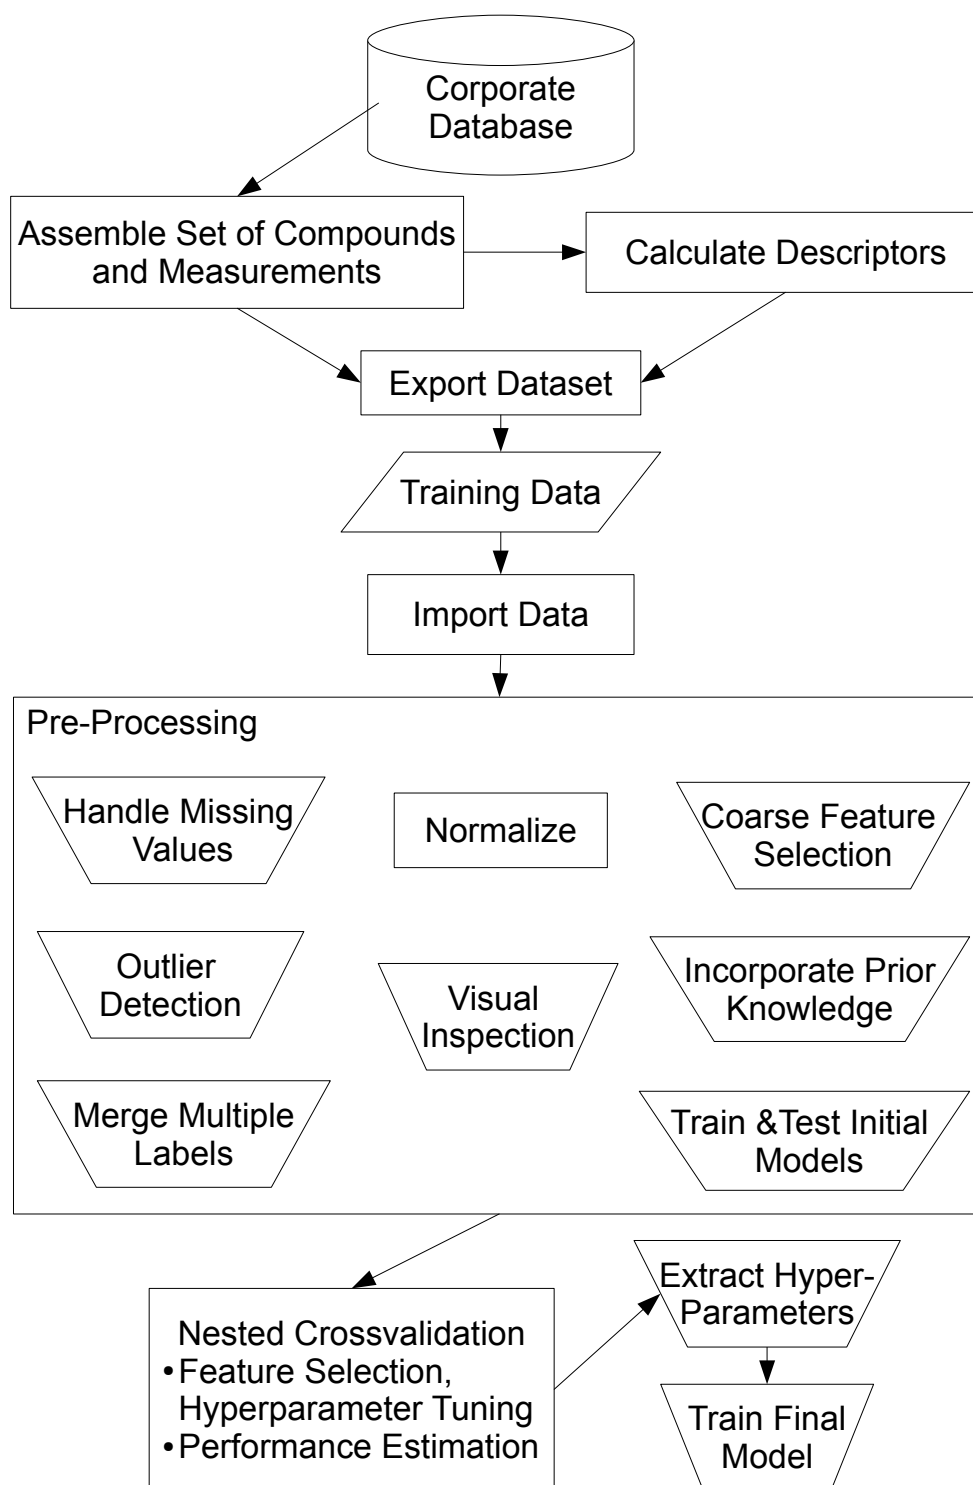 Corporate
Database
Assemble Set of Compounds
and Measurements
Calculate Descriptors
Export Dataset
Training Data
Import Data
Pre-Processing
Handle Missing
Values
Normalize
Coarse Feature
Selection
Outlier
Detection
Visual
Inspection
Incorporate Prior
Knowledge
Merge Multiple
Labels
Train &Test Initial
Models
Nested Crossvalidation
•Feature Selection,
Hyperparameter Tuning
•Performance Estimation
Extract Hyper-
Parameters
Train Final
Model